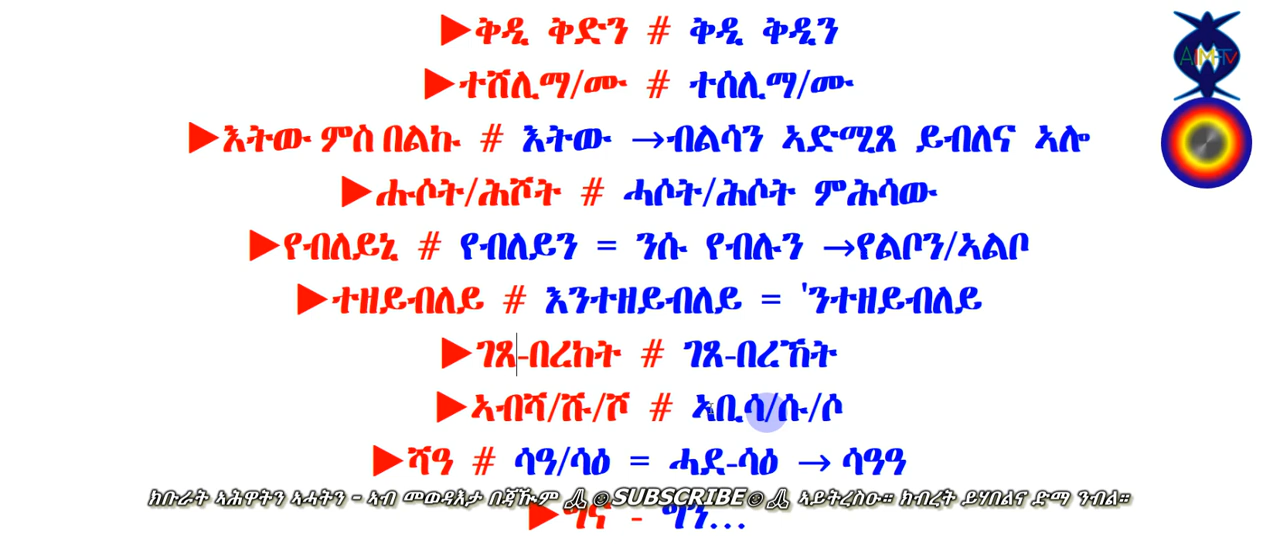 ▶ቅዲ ቅድን # ቅዲ ቅዲን
▶ተሸሊማ/ሙ # ተሰሊማ/ሙ
▶እትው ምስ በልኩ # እትው →ብልሳን ኣድሚጸ ይብለና ኣሎ
▶ሑሶት/ሕሾት # ሓሶት/ሕሶት ምሕሳው
▶የብለይኒ # የብለይን = ንሱ የብሉን →የልቦን/ኣልቦ
▶ተዘይብለይ # እንተዘይብለይ = 'ንተዘይብለይ
▶ገጸ-በረከት # ገጸ-በረኸት
▶ኣብሻ/ሹ/ሾ # ኣቢሳ/ሱ/ሶ
▶ሻዓ # ሳዓ/ሳዕ = ሓደ-ሳዕ → ሳዓዓ
ክቡራት ኣሕዋትን ኣሓትን - ኣብ መወዳእታ በጃኹም SUBSCRIBE ኣይትረስዑ። ክብረት ይሃበልና ድማ ንብል።
AIM-Tv